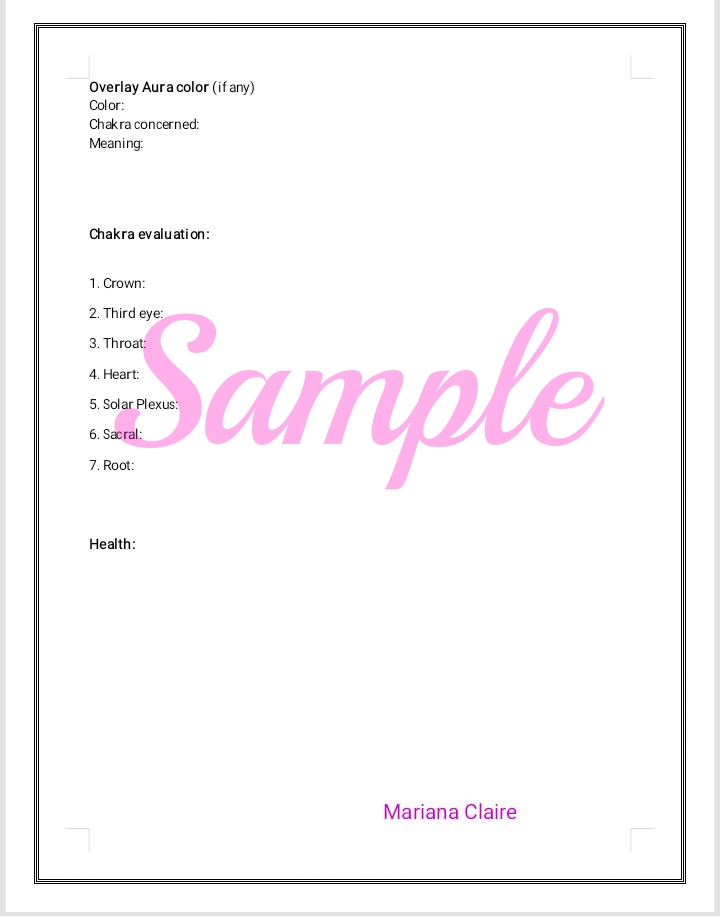 Overlay Aura color (if any)
Color:
Chakra concerned:
Meaning:
Chakra evaluation:
1. Crown:
2. Third eye:
3. Throat:
4. Heart:
5. Solar Plexus:
6. Sacral:
7. Root:
Sample
Health:
Mariana Claire